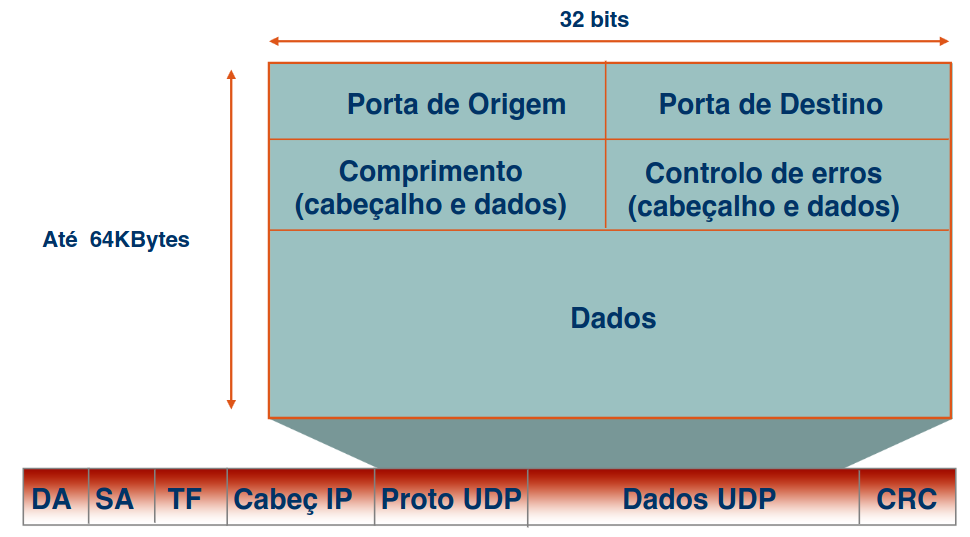 32 bits
Porta de Origem
Porta de Destino
Comprimento
(cabeçalho e dados)
Controlo de erros
(cabeçalho e dados)
Até 64KBytes
Dados
DA
SA
TF
Cabeç IP
Proto UDP
Dados UDP
CRC